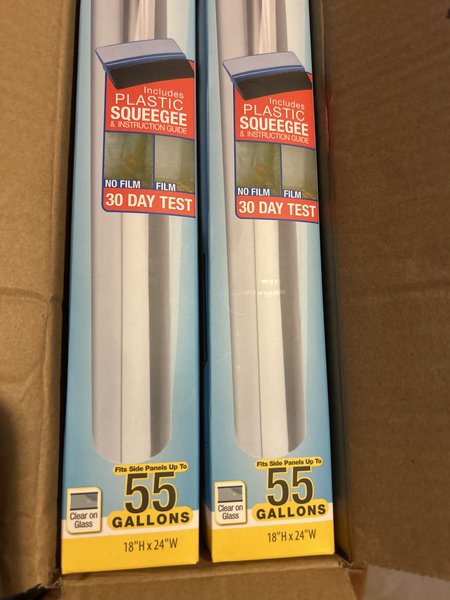 Includes
PLASTIC
SQUEEGEE
& INSTRUCTION GUIDE
NO FILM
FILM
30 DAY TEST
Fits Side Panels Up To
55
GALLONS
Clear on
Glass
18"H x 24"W
Includes
PLASTIC
SQUEEGEE
& INSTRUCTION GUIDE
NO FILM
FILM
30 DAY TEST
Fits Side Panels Up To
55
GALLONS
Clear on
Glass
18"H x 24"W